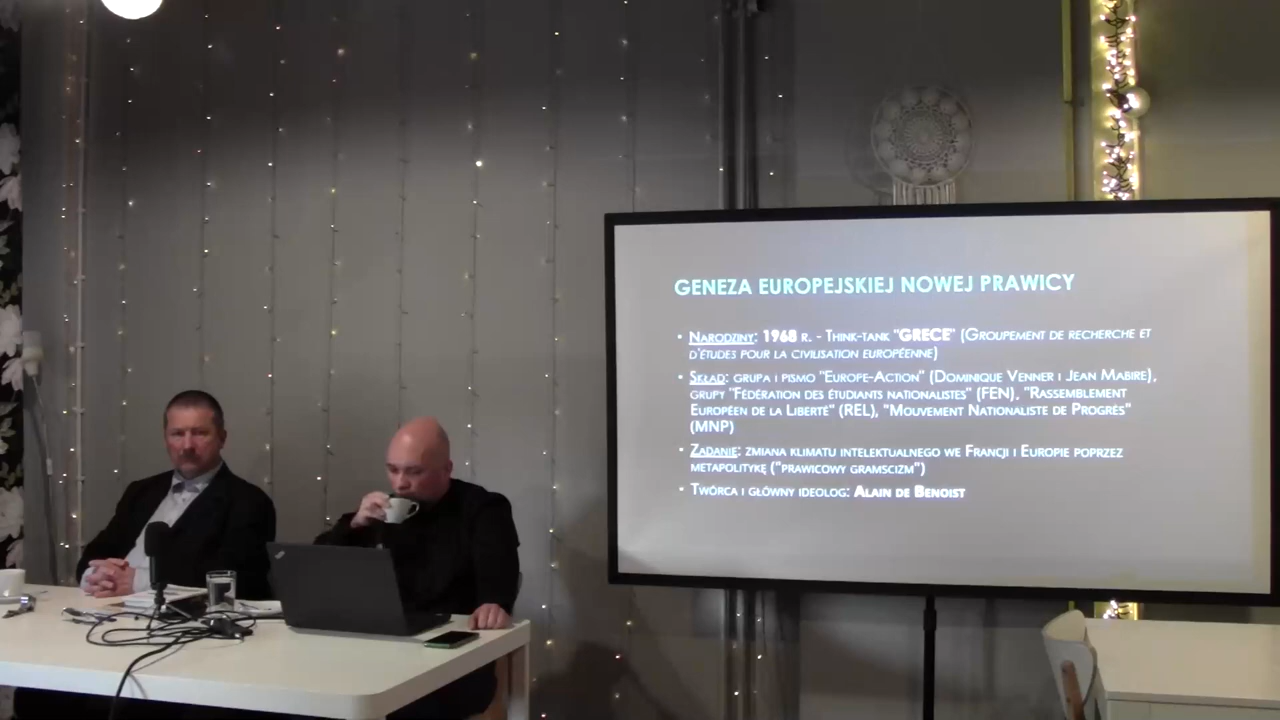 GENEZA EUROPEJSKIEJ NOWEJ PRAWICY
• NARODZINY: 1968 R. - THINK-TANK "GRECE" (GROUPEMENT DE RECHERCHE ET
D'ÉTUDES POUR LA CIVILISATION EUROPÉENNE)
• SKŁAD: GRUPA I PISMO "EUROPE-ACTION" (DOMINIQUE VENNER I JEAN MABIRE),
GRUPY "FÉDÉRATION DES ÉTUDIANTS NATIONALISTES" (FEN), "RASSEMBLEMENT
EUROPÉEN DE LA LIBERTÉ" (REL), "MOUVEMENT NATIONALISTE DE PROGRÈS"
(MNP)
• ZADANIE: ZMIANA KLIMATU INTELEKTUALNEGO WE FRANCJI I EUROPIE POPRZEZ
METAPOLITYKĘ ("PRAWICOWY GRAMSCIZM")
• TWÓRCA I GŁÓWNY IDEOLOG: ALAIN DE BENOIST